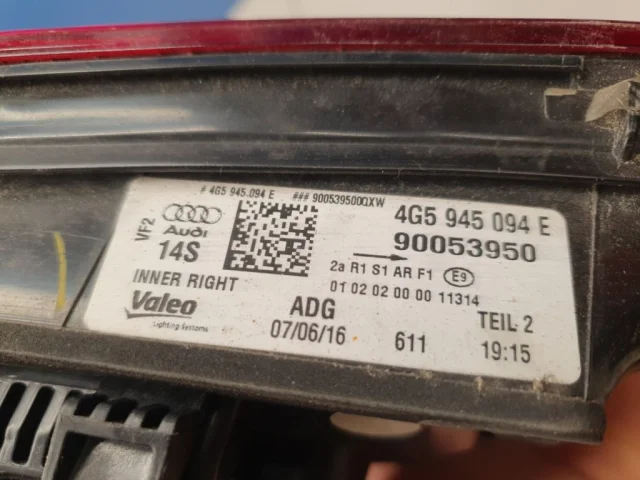 # 4G5 945.094 E ### 900539500QXW
VF2
Audi
14S
4G5 945 094 E
90053950
2a R1 S1 AR F1 E9
01 02 02 00 00 11314
INNER RIGHT
Valeo
Lighting Systems
ADG
07/06/16
611
TEIL 2
19:15